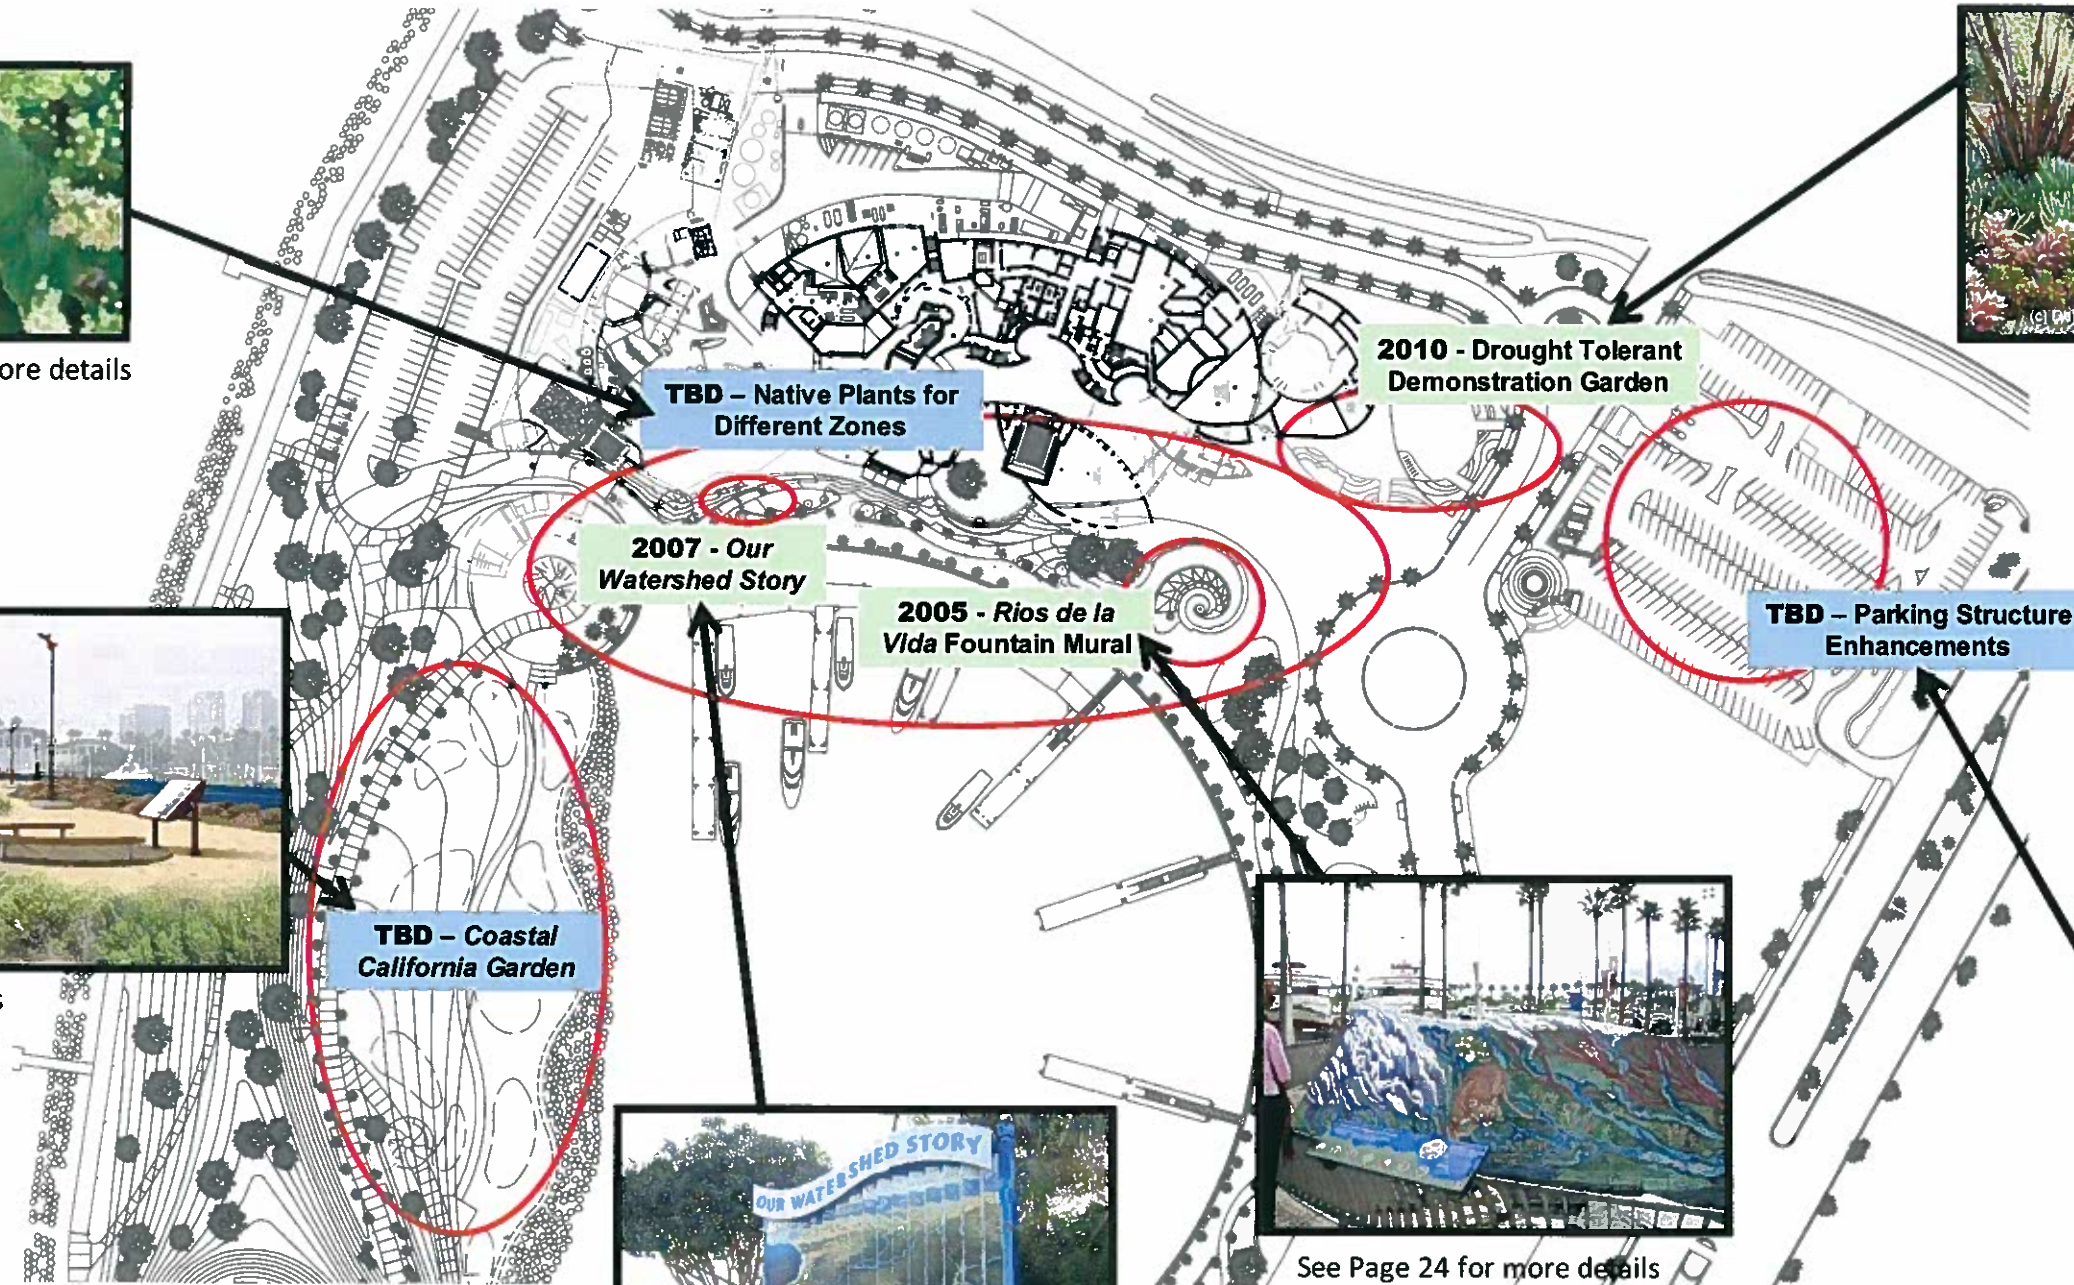 (c) D
ore details
2010 - Drought Tolerant
Demonstration Garden
TBD – Native Plants for
Different Zones
2007 - Our
Watershed Story
2005 - Rios de la
Vida Fountain Mural
TBD – Parking Structure
Enhancements
TBD – Coastal
California Garden
s
OUR WATERSHED STORY
See Page 24 for more details